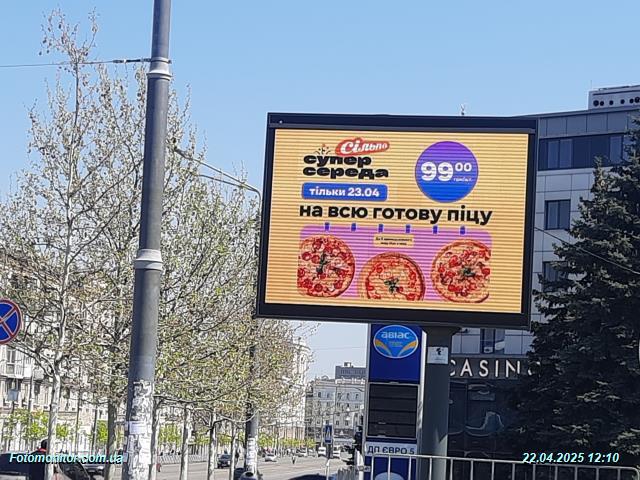 Сільпо
супер
середа
99 00
грн/шт.
тільки 23.04
на всю готову піцу
авіас
CASINO
ДП ЄВРО 5
Fotomonitor.com.ua
22.04.2025 12:10